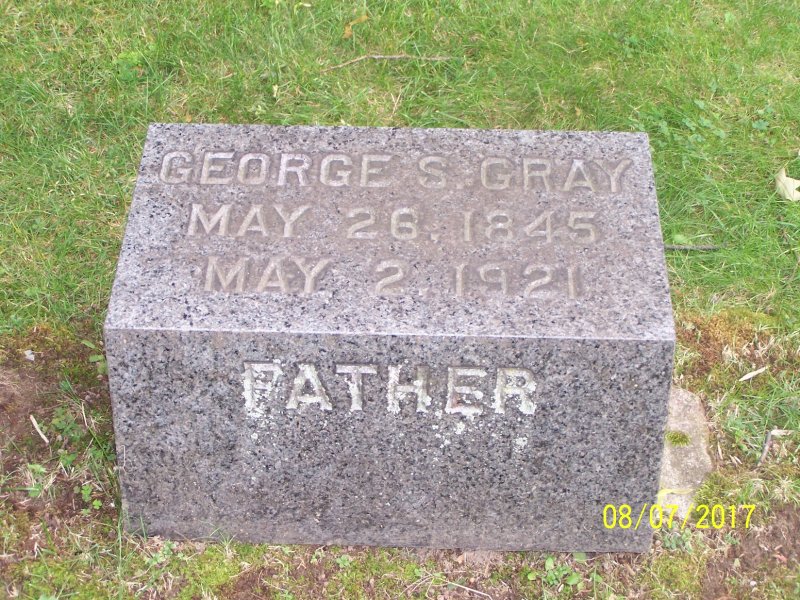 GEORGE S. GRAY
MAY 26, 1845
MAY 2, 1921
FATHER
08/07/2017